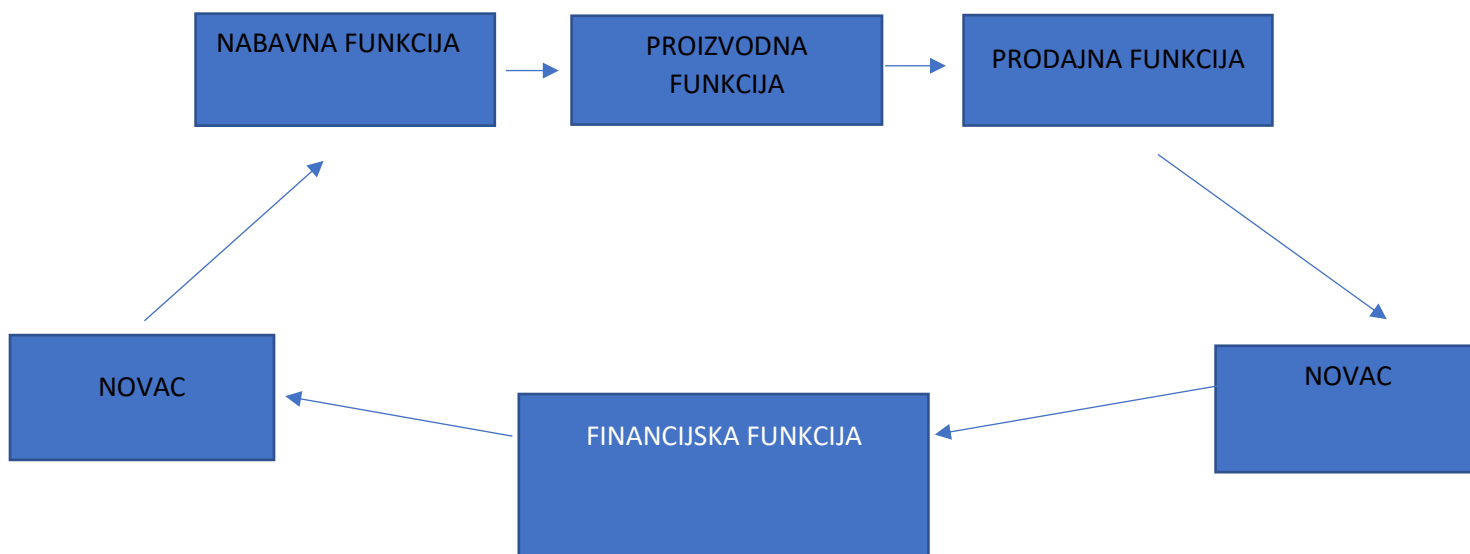 NABAVNA FUNKCIJA
PROIZVODNA
FUNKCIJA
PRODAJNA FUNKCIJA
NOVAC
FINANCIJSKA FUNKCIJA
NOVAC